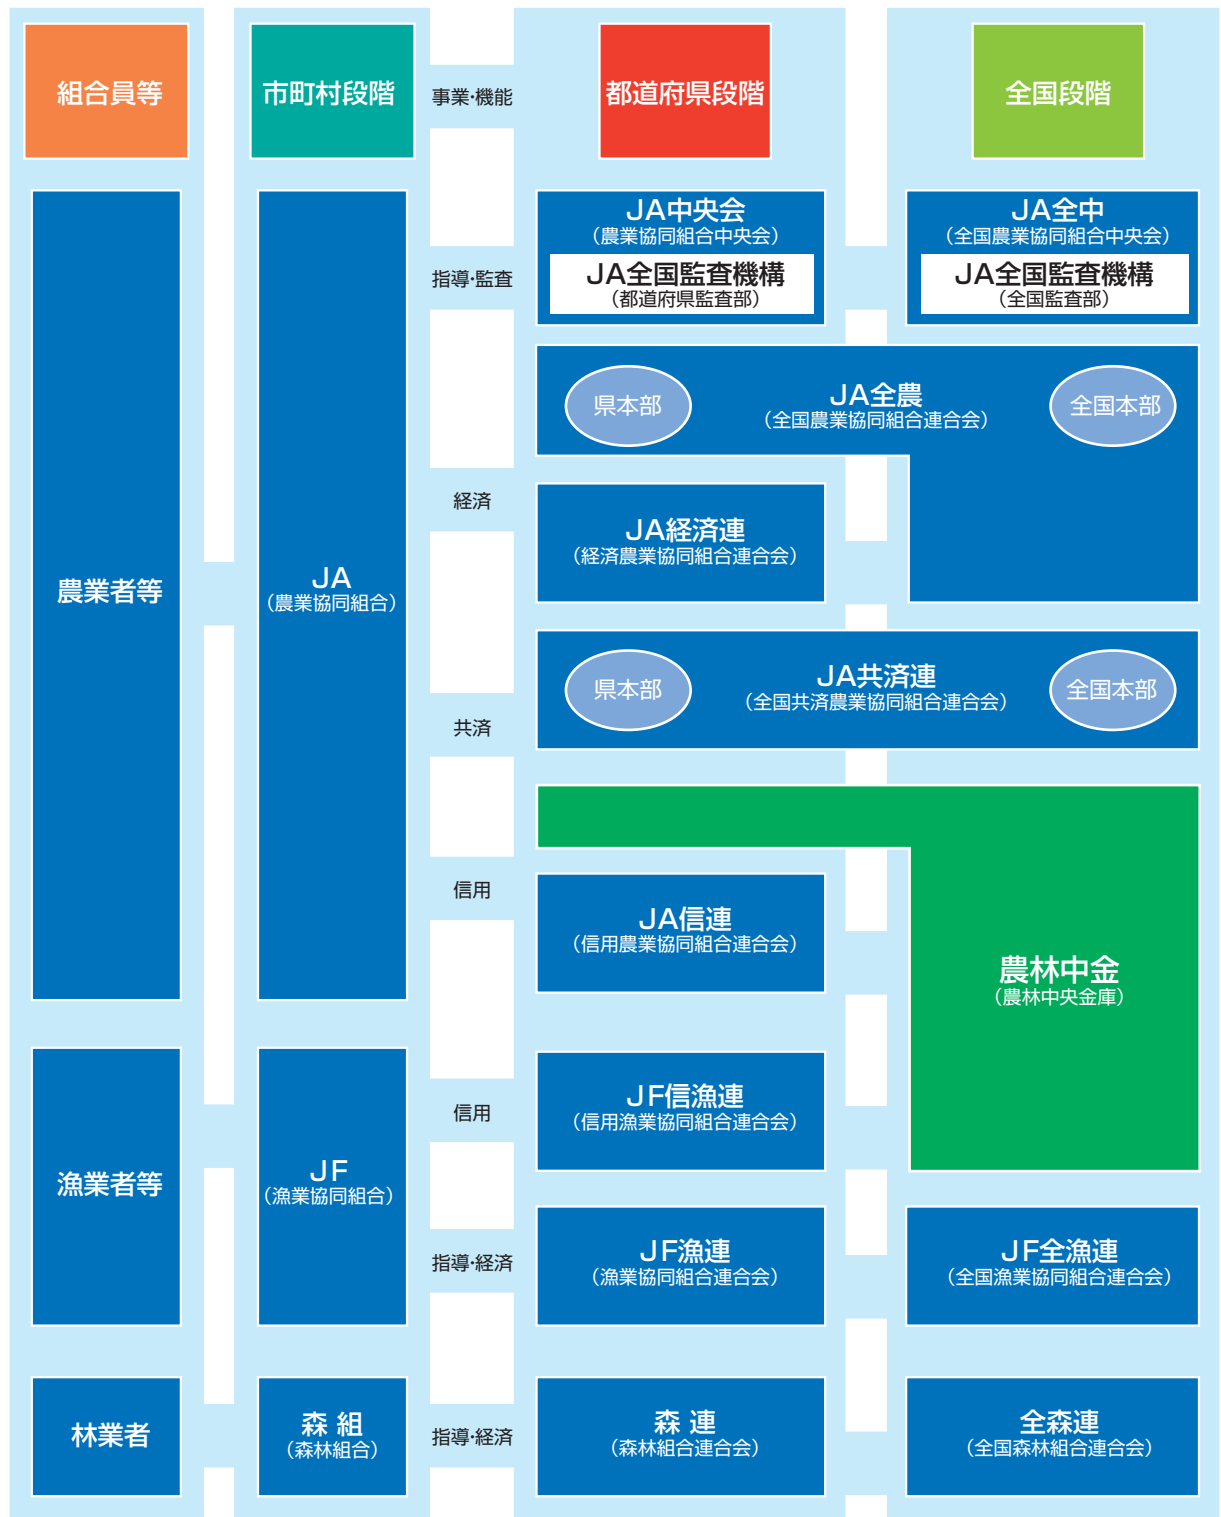 組合員等
市町村段階
事業・機能
都道府県段階
全国段階
農業者等
JA
（農業協同組合）
指導・監査
JA中央会
（農業協同組合中央会）
JA全国監査機構
（都道府県監査部）
JA全中
（全国農業協同組合中央会）
JA全国監査機構
（全国監査部）
経済
県本部
JA全農
（全国農業協同組合連合会）
全国本部
JA経済連
（経済農業協同組合連合会）
共済
県本部
JA共済連
（全国共済農業協同組合連合会）
全国本部
信用
JA信連
（信用農業協同組合連合会）
農林中金
（農林中央金庫）
漁業者等
JF
（漁業協同組合）
信用
JF信漁連
（信用漁業協同組合連合会）
指導・経済
JF漁連
（漁業協同組合連合会）
JF全漁連
（全国漁業協同組合連合会）
林業者
森 組
（森林組合）
指導・経済
森 連
（森林組合連合会）
全森連
（全国森林組合連合会）